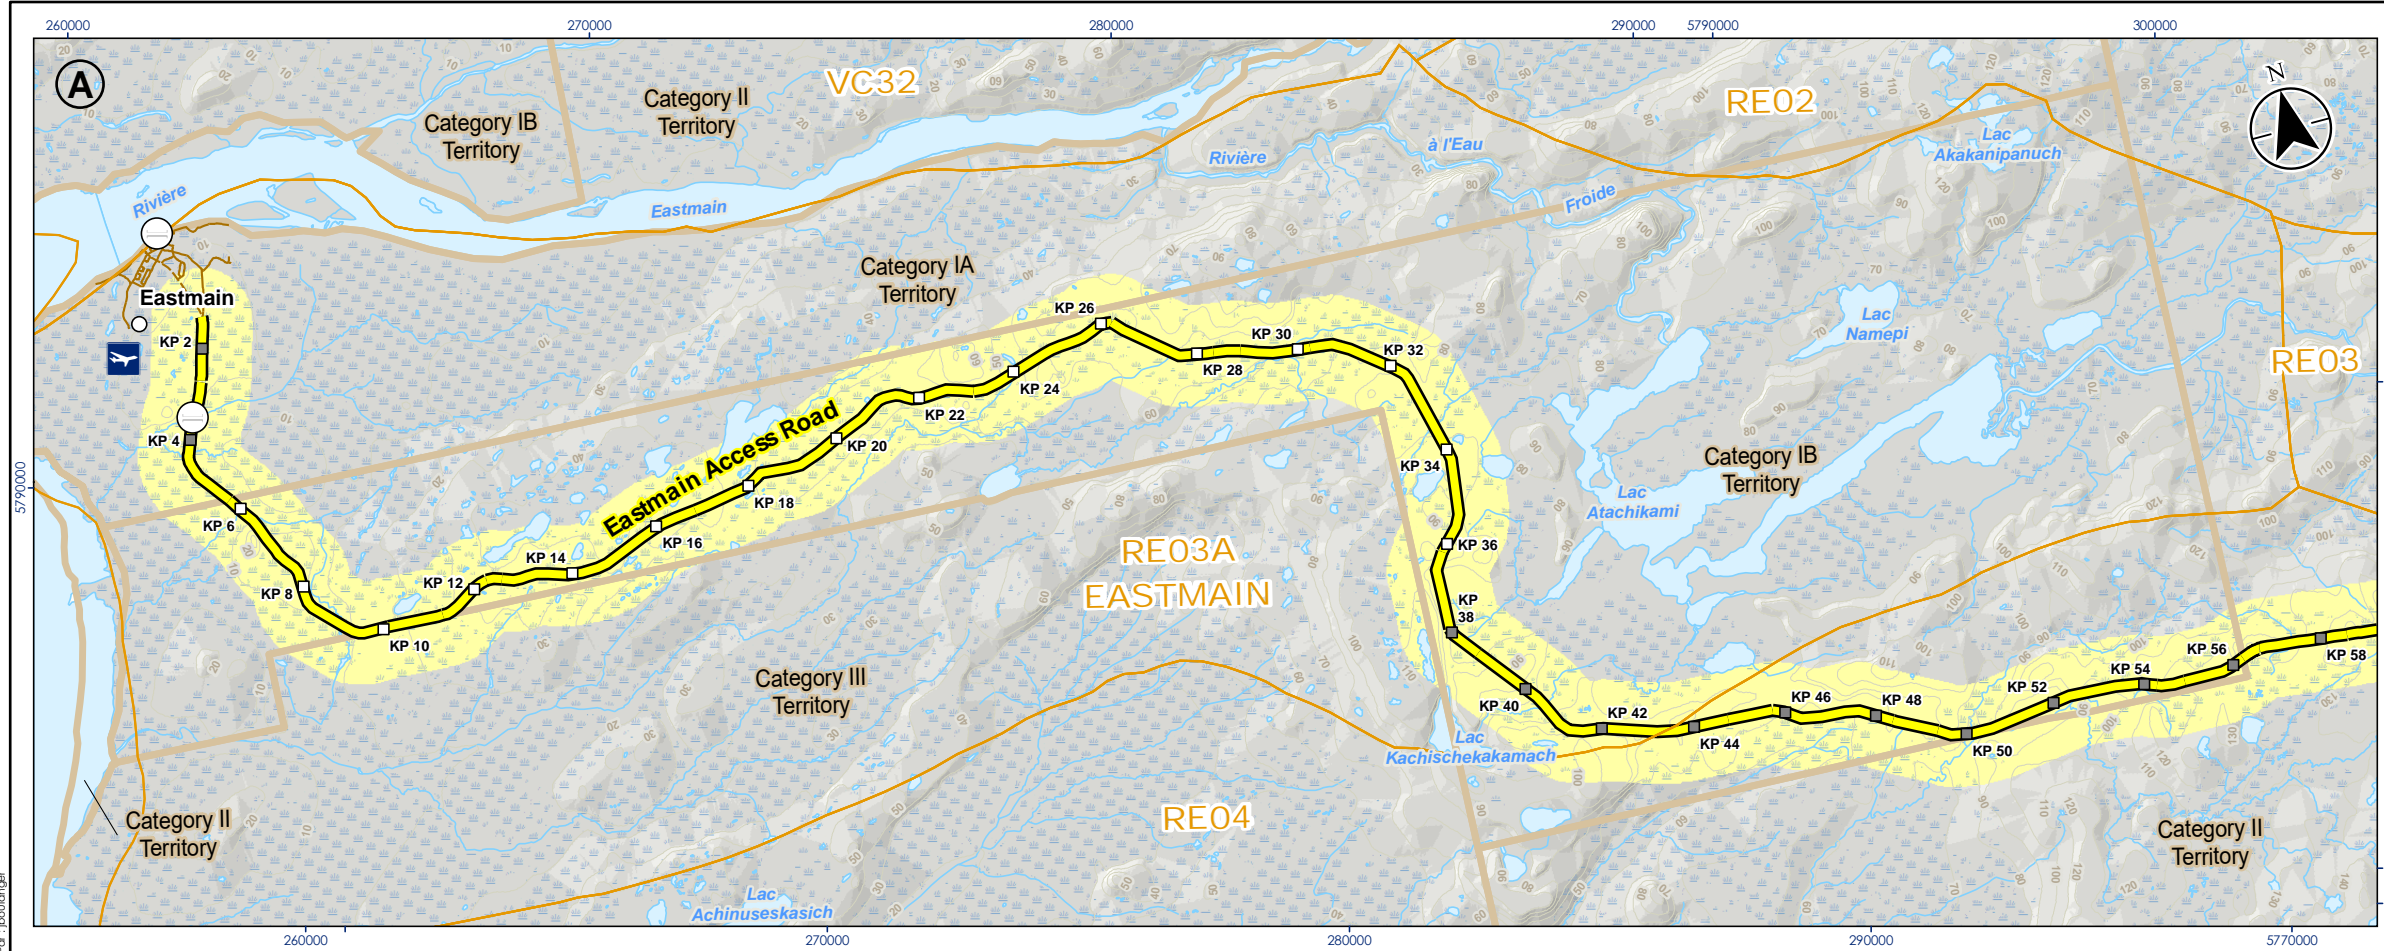 260000
270000
280000
290000
5790000
300000
A
VC32
RE02
Category IB
Territory
Category II
Territory
Rivière
Eastmain
Rivière
à l'Eau
Froide
Lac
Akakanipanuch
N
Category IA
Territory
Eastmain
KP 2
KP 4
KP 6
KP 8
KP 10
KP 12
KP 14
KP 16
KP 18
KP 20
KP 22
KP 24
KP 26
KP 28
KP 30
KP 32
KP 34
KP 36
KP
38
KP 40
KP 42
KP 44
KP 46
KP 48
KP 50
KP 52
KP 54
KP 56
KP 58
Eastmain Access Road
Lac
Namepi
RE03
Lac
Atachikami
Category IB
Territory
RE03A
EASTMAIN
Category III
Territory
Lac
Kachischekakamach
RE04
Category II
Territory
Category II
Territory
Lac
Achinuseskasich
5790000
260000
270000
280000
290000
5770000